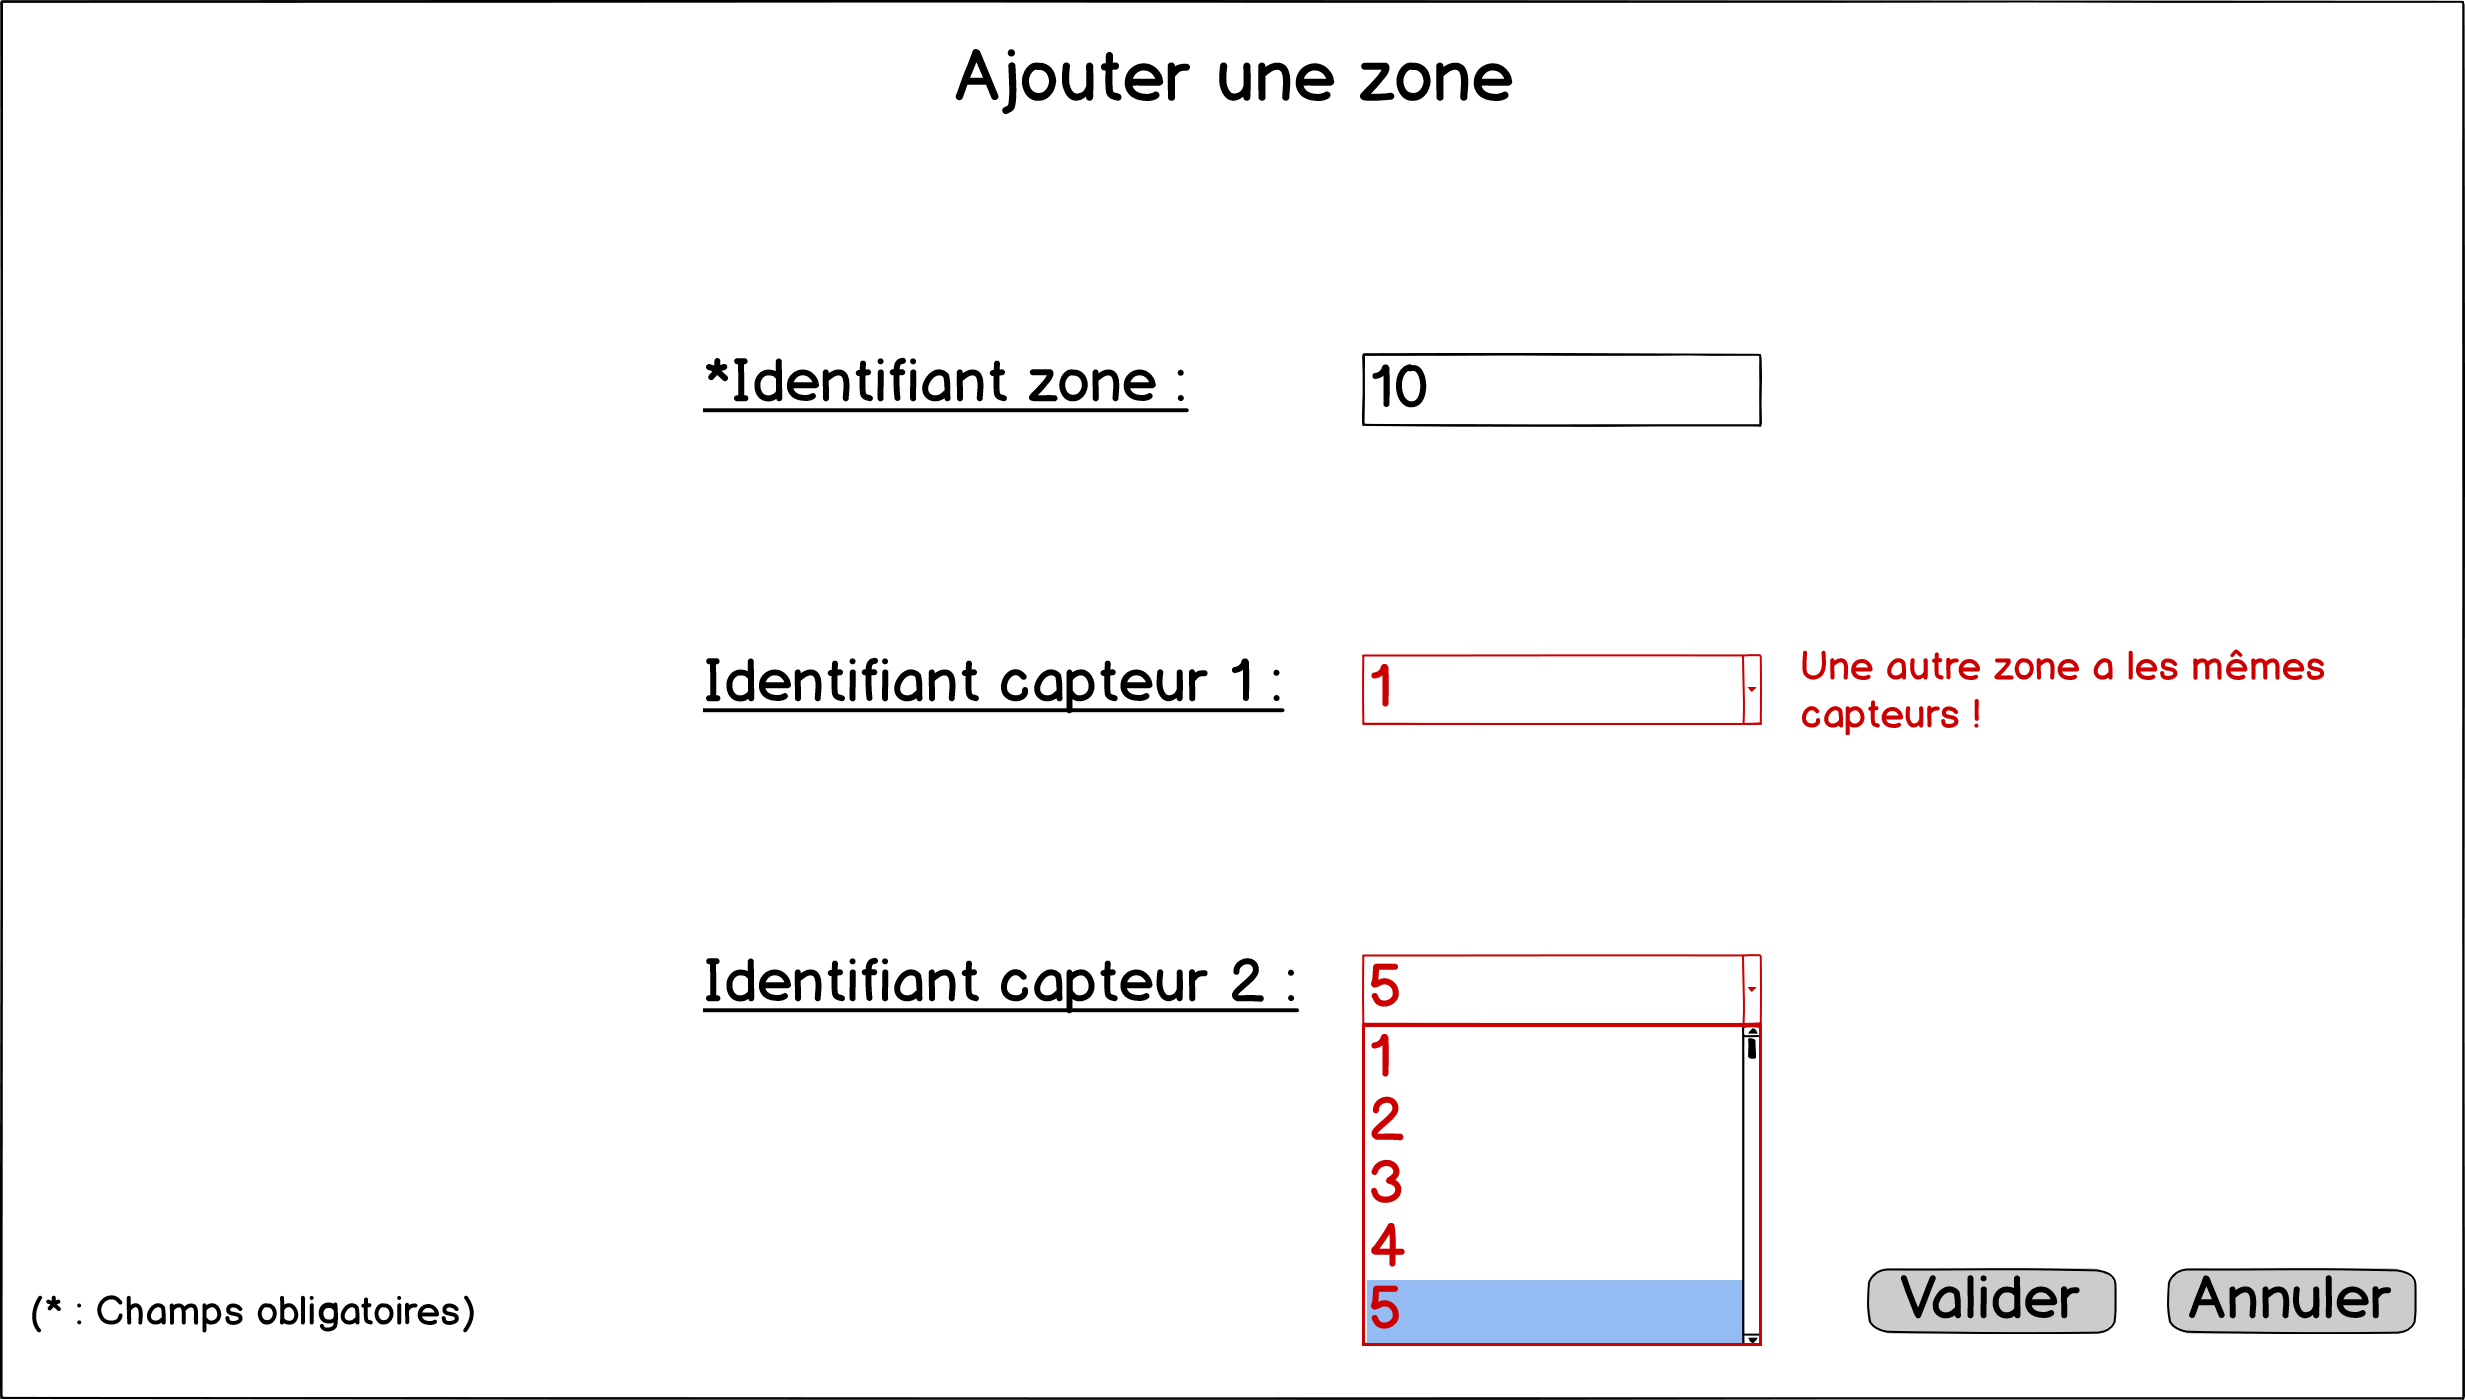 Ajouter une zone
*Identifiant zone :
10
Identifiant capteur 1 :
1
Une autre zone a les mêmes
capteurs !
Identifiant capteur 2 :
5
1
2
3
4
5
(* : Champs obligatoires)
Valider
Annuler